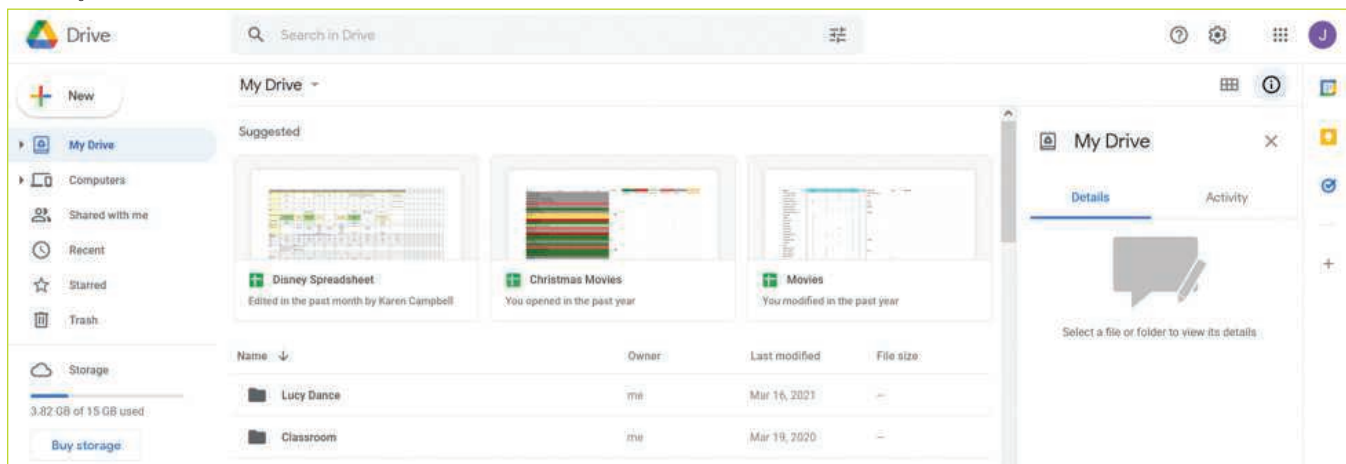 Drive
Search in Drive
J
New
My Drive
Computers
Shared with me
Recent
Starred
Trash
Storage
3.82 GB of 15 GB used
Buy storage
My Drive
Suggested
Disney Spreadsheet
Edited in the past month by Karen Campbell
Christmas Movies
You opened in the past year
Movies
You modified in the past year
Name Owner Last modified File size
Lucy Dance me Mar 16, 2021 –
Classroom me Mar 19, 2020 –
My Drive
Details Activity
Select a file or folder to view its details